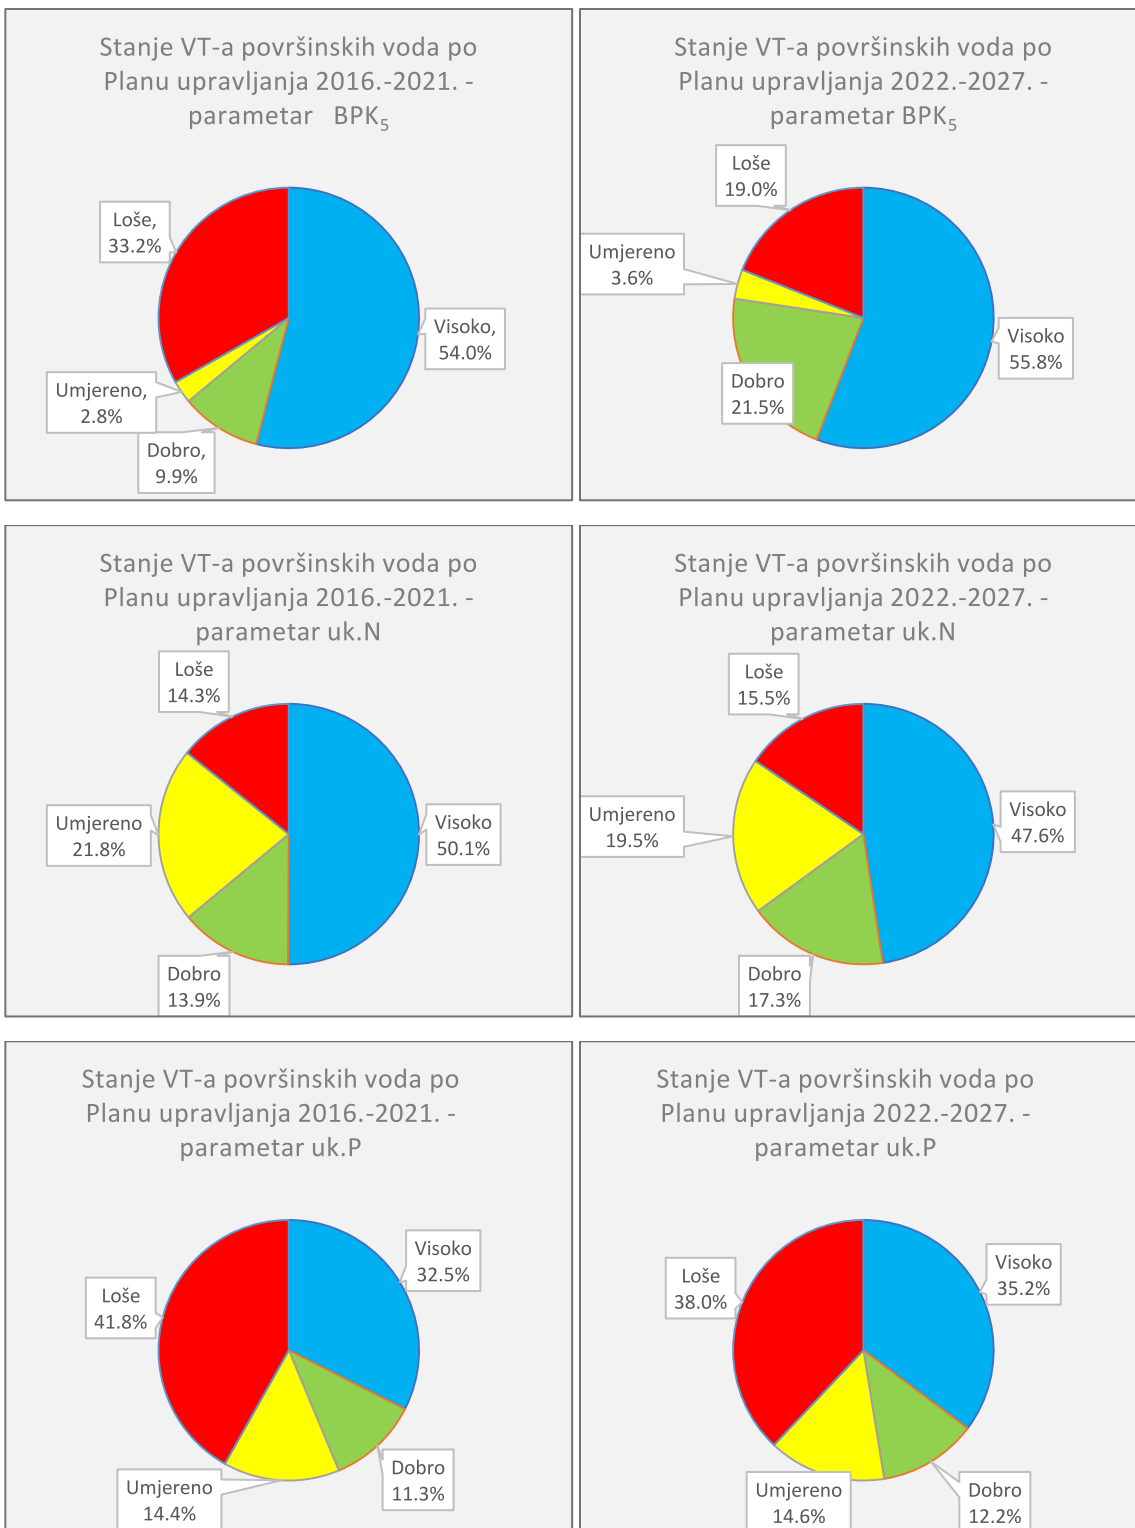 Stanje VT-a površinskih voda po
Planu upravljanja 2016.-2021. -
parametar BPK₅
Loše,
33.2%
Visoko,
54.0%
Umjereno,
2.8%
Dobro,
9.9%
Stanje VT-a površinskih voda po
Planu upravljanja 2022.-2027. -
parametar BPK₅
Loše
19.0%
Umjereno
3.6%
Visoko
55.8%
Dobro
21.5%
Stanje VT-a površinskih voda po
Planu upravljanja 2016.-2021. -
parametar uk.N
Loše
14.3%
Umjereno
21.8%
Visoko
50.1%
Dobro
13.9%
Stanje VT-a površinskih voda po
Planu upravljanja 2022.-2027. -
parametar uk.N
Loše
15.5%
Umjereno
19.5%
Visoko
47.6%
Dobro
17.3%
Stanje VT-a površinskih voda po
Planu upravljanja 2016.-2021. -
parametar uk.P
Visoko
32.5%
Loše
41.8%
Dobro
11.3%
Umjereno
14.4%
Stanje VT-a površinskih voda po
Planu upravljanja 2022.-2027. -
parametar uk.P
Visoko
35.2%
Loše
38.0%
Umjereno
14.6%
Dobro
12.2%